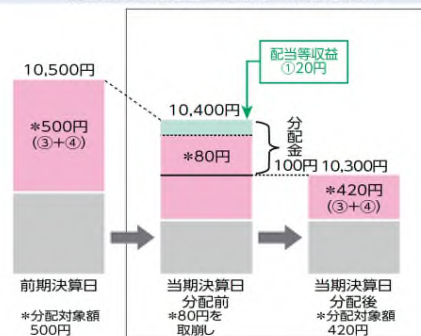 配当等収益
①20円
10,500円
10,400円
*500円
(③+④)
*80円
分配金
100円
10,300円
*420円
(③+④)
前期決算日
当期決算日
分配前
当期決算日
分配後
*分配対象額
500円
*80円を
取崩し
*分配対象額
420円